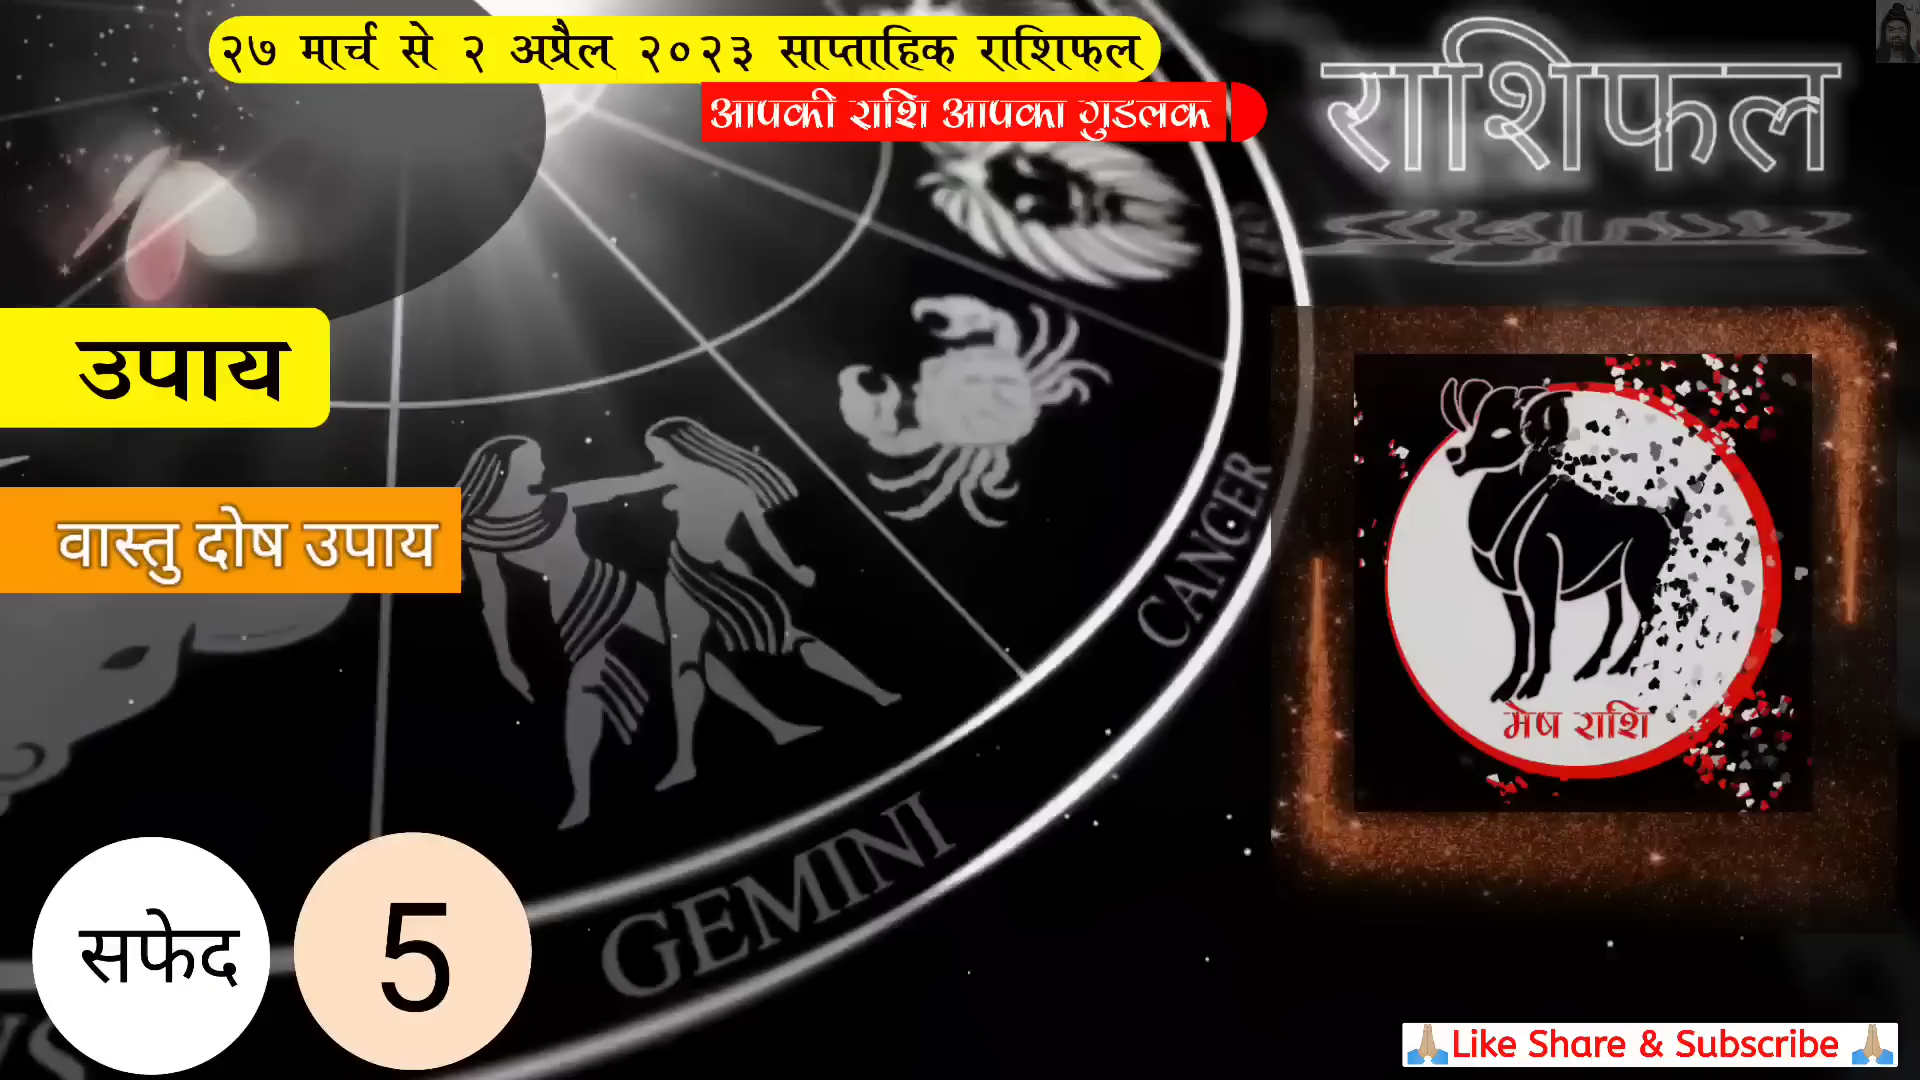 २७ मार्च से २ अप्रैल २०२३ साप्ताहिक राशिफल
आपकी राशि आपका गुडलक
राशिफल
उपाय
वास्तु दोष उपाय
CANCER
मेष राशि
GEMINI
सफेद
5
Like Share & Subscribe